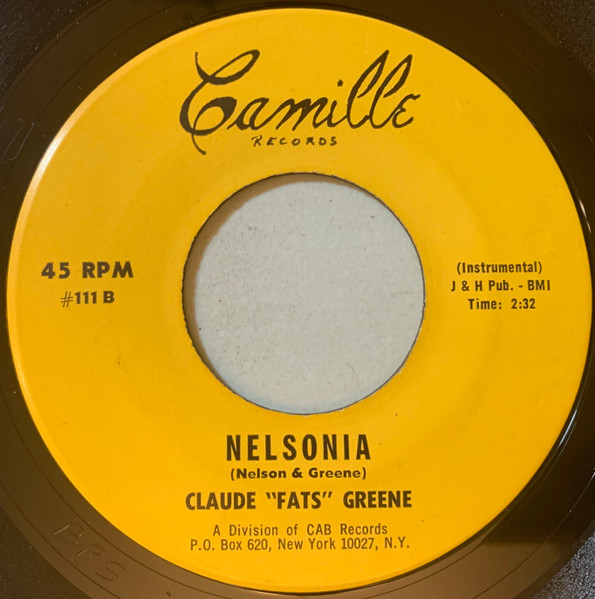 Camille
RECORDS
45 RPM
#111 B
(Instrumental)
J & H Pub. - BMI
Time: 2:32
NELSONIA
(Nelson & Greene)
CLAUDE "FATS" GREENE
A Division of CAB Records
P.O. Box 620, New York 10027, N.Y.